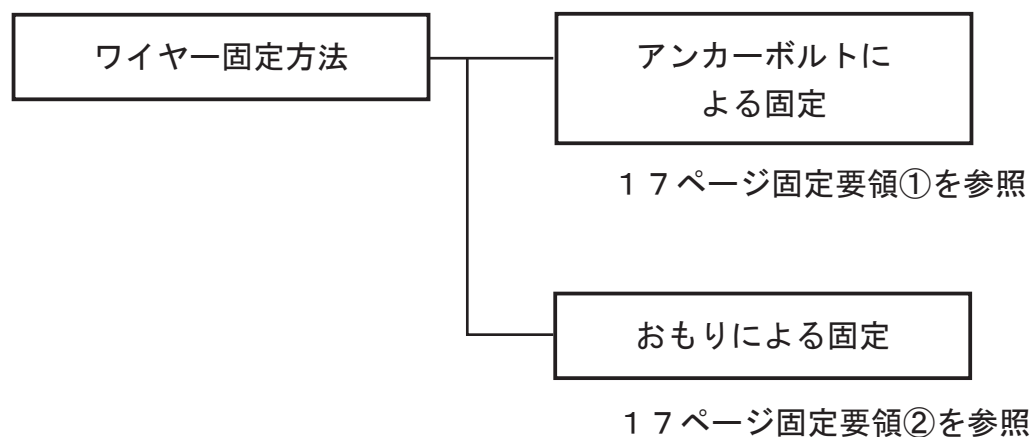 ワイヤー固定方法
アンカーボルトに
よる固定
１７ページ固定要領①を参照
おもりによる固定
１７ページ固定要領②を参照